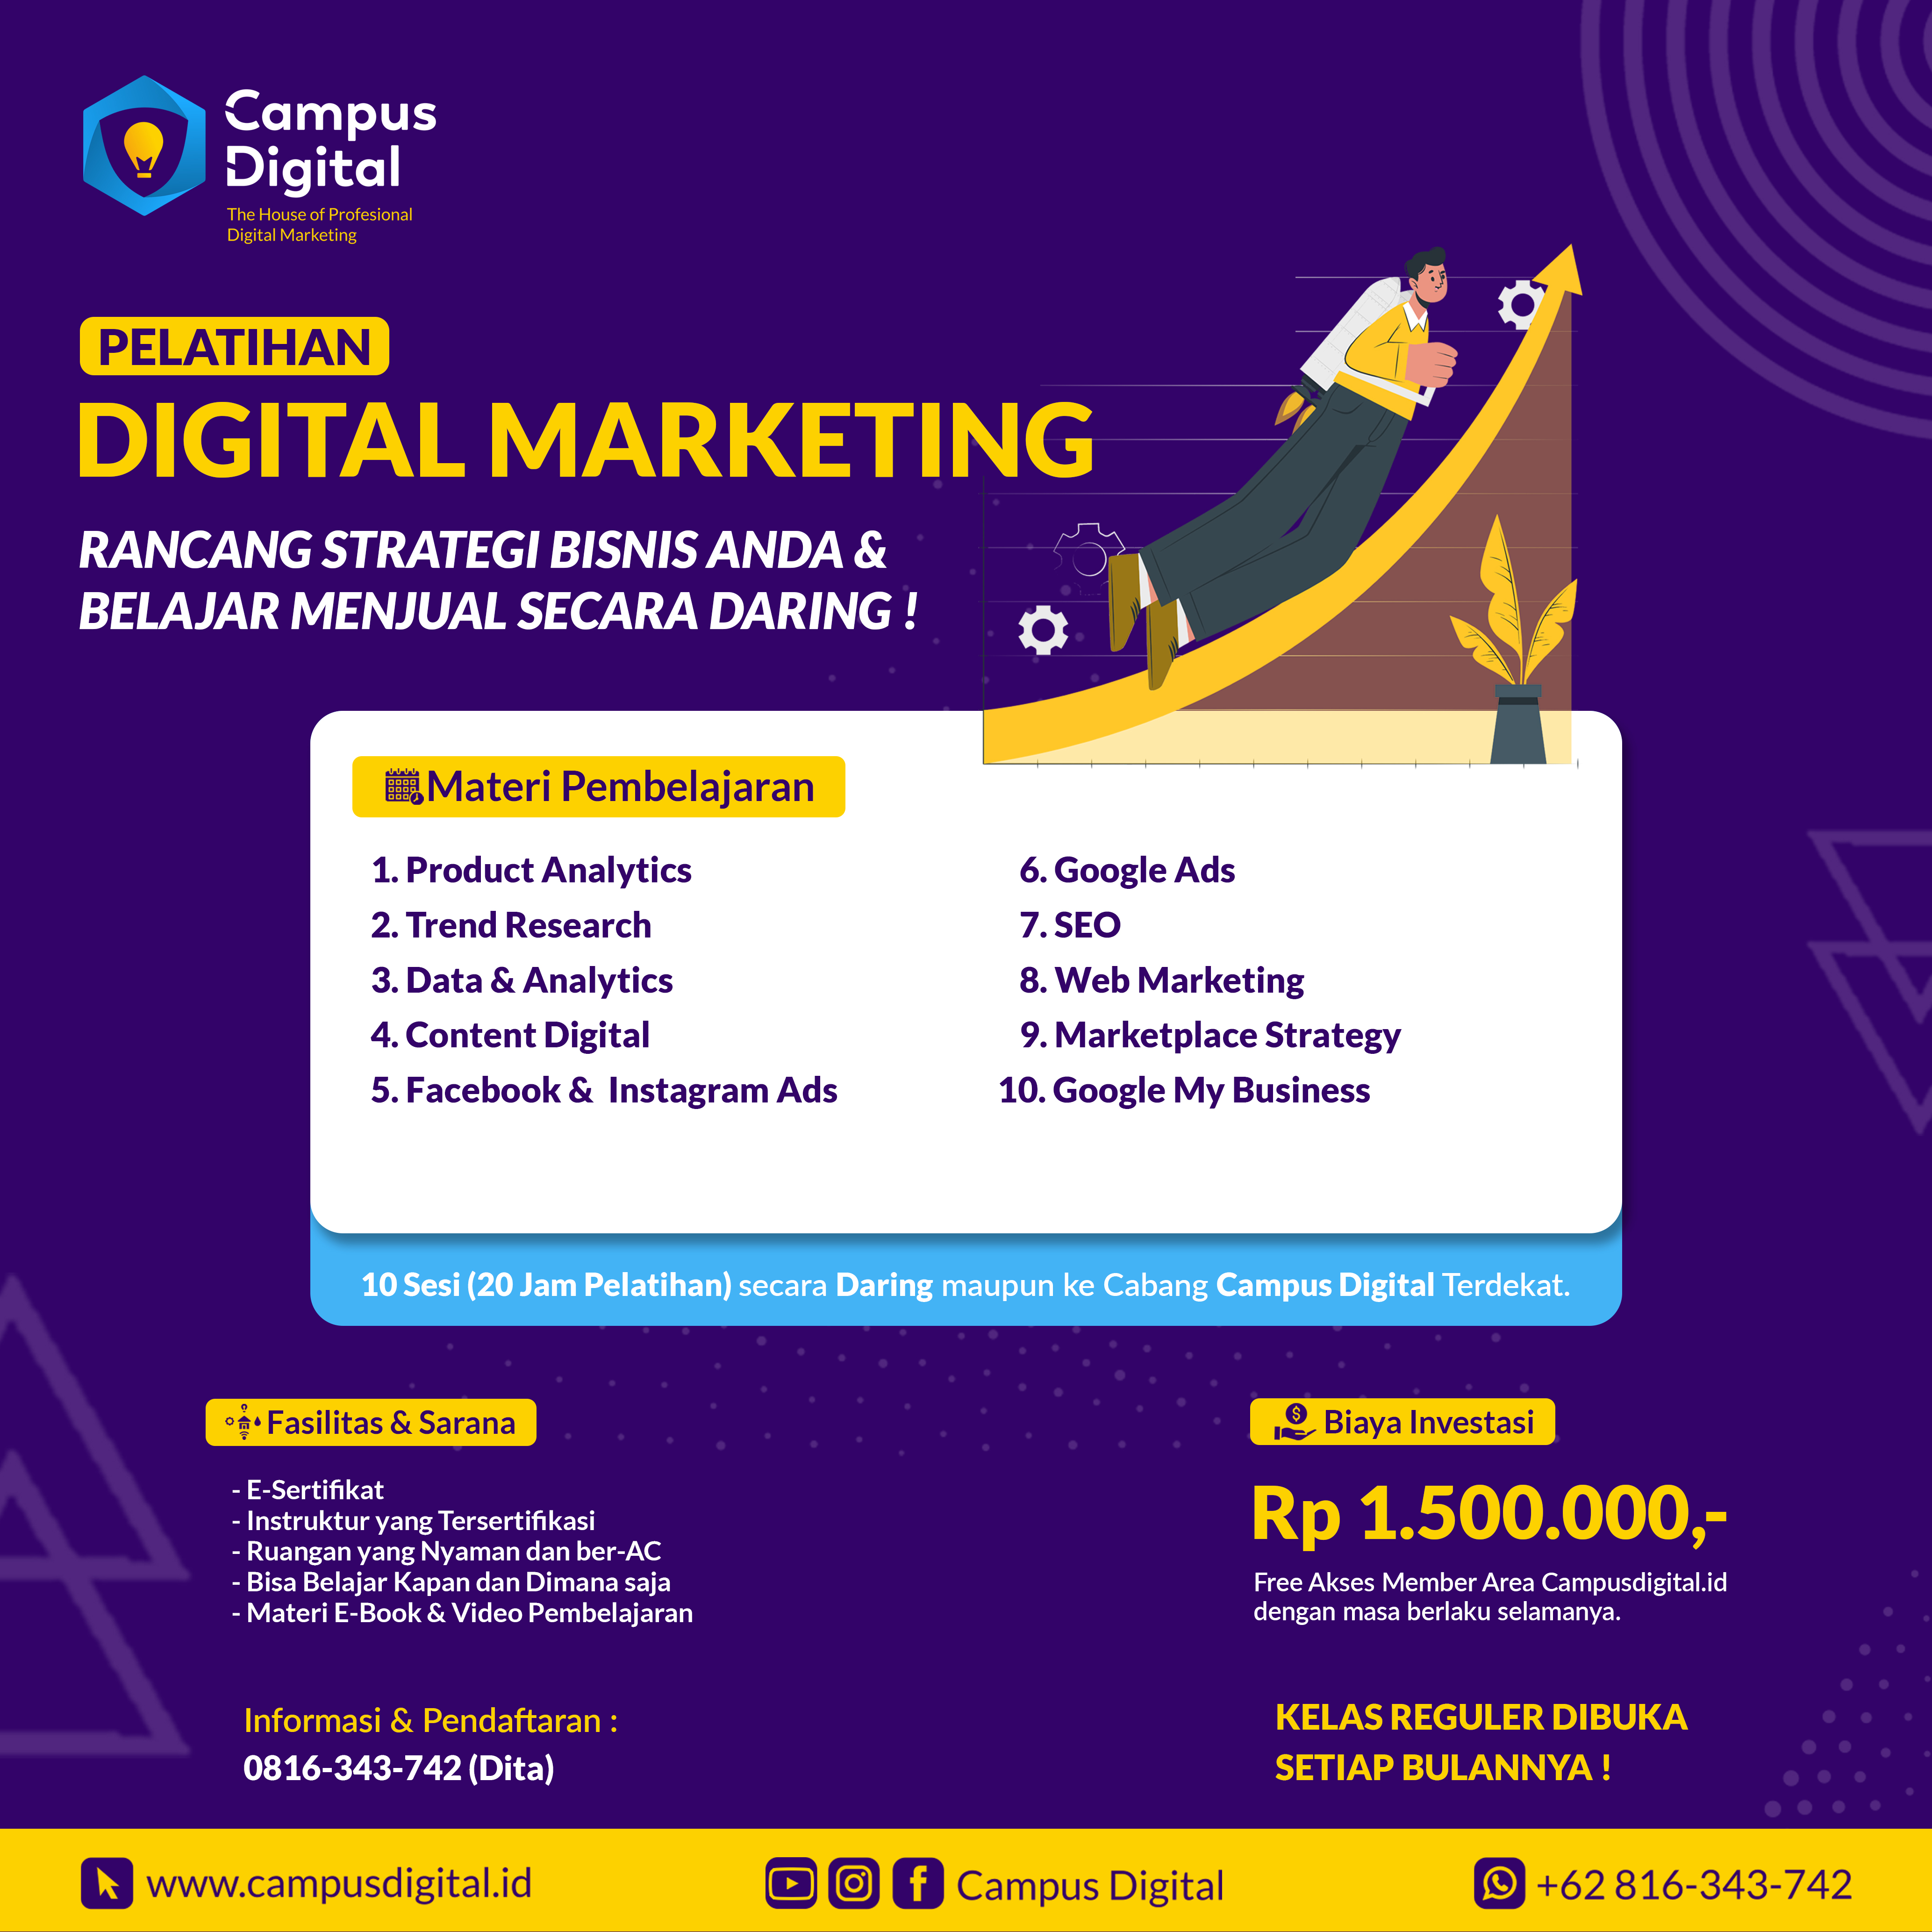 Campus
Digital
The House of Profesional
Digital Marketing
PELATIHAN
DIGITAL MARKETING
RANCANG STRATEGI BISNIS ANDA &
BELAJAR MENJUAL SECARA DARING !
Materi Pembelajaran
1. Product Analytics
2. Trend Research
3. Data & Analytics
4. Content Digital
5. Facebook & Instagram Ads
6. Google Ads
7. SEO
8. Web Marketing
9. Marketplace Strategy
10. Google My Business
10 Sesi (20 Jam Pelatihan) secara Daring maupun ke Cabang Campus Digital Terdekat.
Fasilitas & Sarana
- E-Sertifikat
- Instruktur yang Tersertifikasi
- Ruangan yang Nyaman dan ber-AC
- Bisa Belajar Kapan dan Dimana saja
- Materi E-Book & Video Pembelajaran
Biaya Investasi
Rp 1.500.000,-
Free Akses Member Area Campusdigital.id
dengan masa berlaku selamanya.
Informasi & Pendaftaran :
0816-343-742 (Dita)
KELAS REGULER DIBUKA
SETIAP BULANNYA !
www.campusdigital.id
Campus Digital
+62 816-343-742